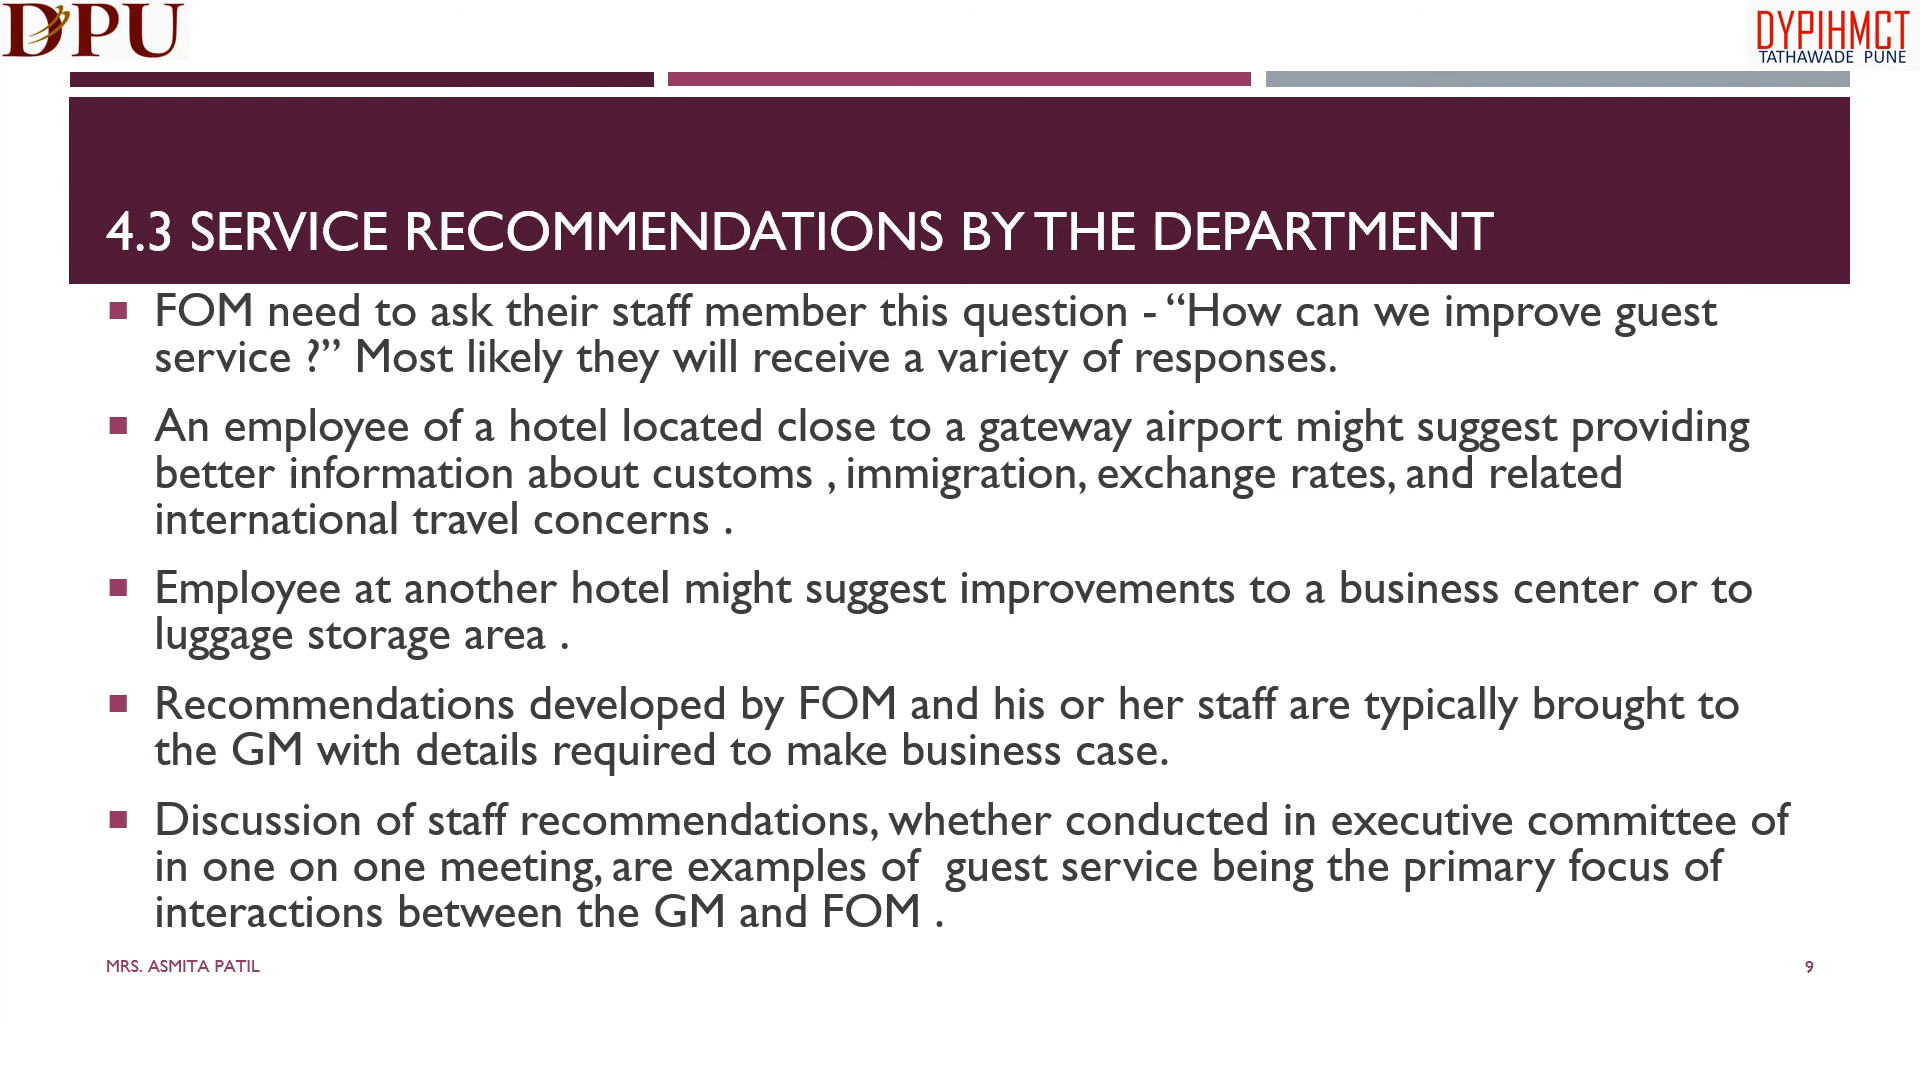 DPU
DYPIHMCT
TATHAWADE PUNE
4.3 SERVICE RECOMMENDATIONS BY THE DEPARTMENT
FOM need to ask their staff member this question - “How can we improve guest
service ?” Most likely they will receive a variety of responses.
An employee of a hotel located close to a gateway airport might suggest providing
better information about customs , immigration, exchange rates, and related
international travel concerns .
Employee at another hotel might suggest improvements to a business center or to
luggage storage area .
Recommendations developed by FOM and his or her staff are typically brought to
the GM with details required to make business case.
Discussion of staff recommendations, whether conducted in executive committee of
in one on one meeting, are examples of  guest service being the primary focus of
interactions between the GM and FOM .
MRS. ASMITA PATIL
9